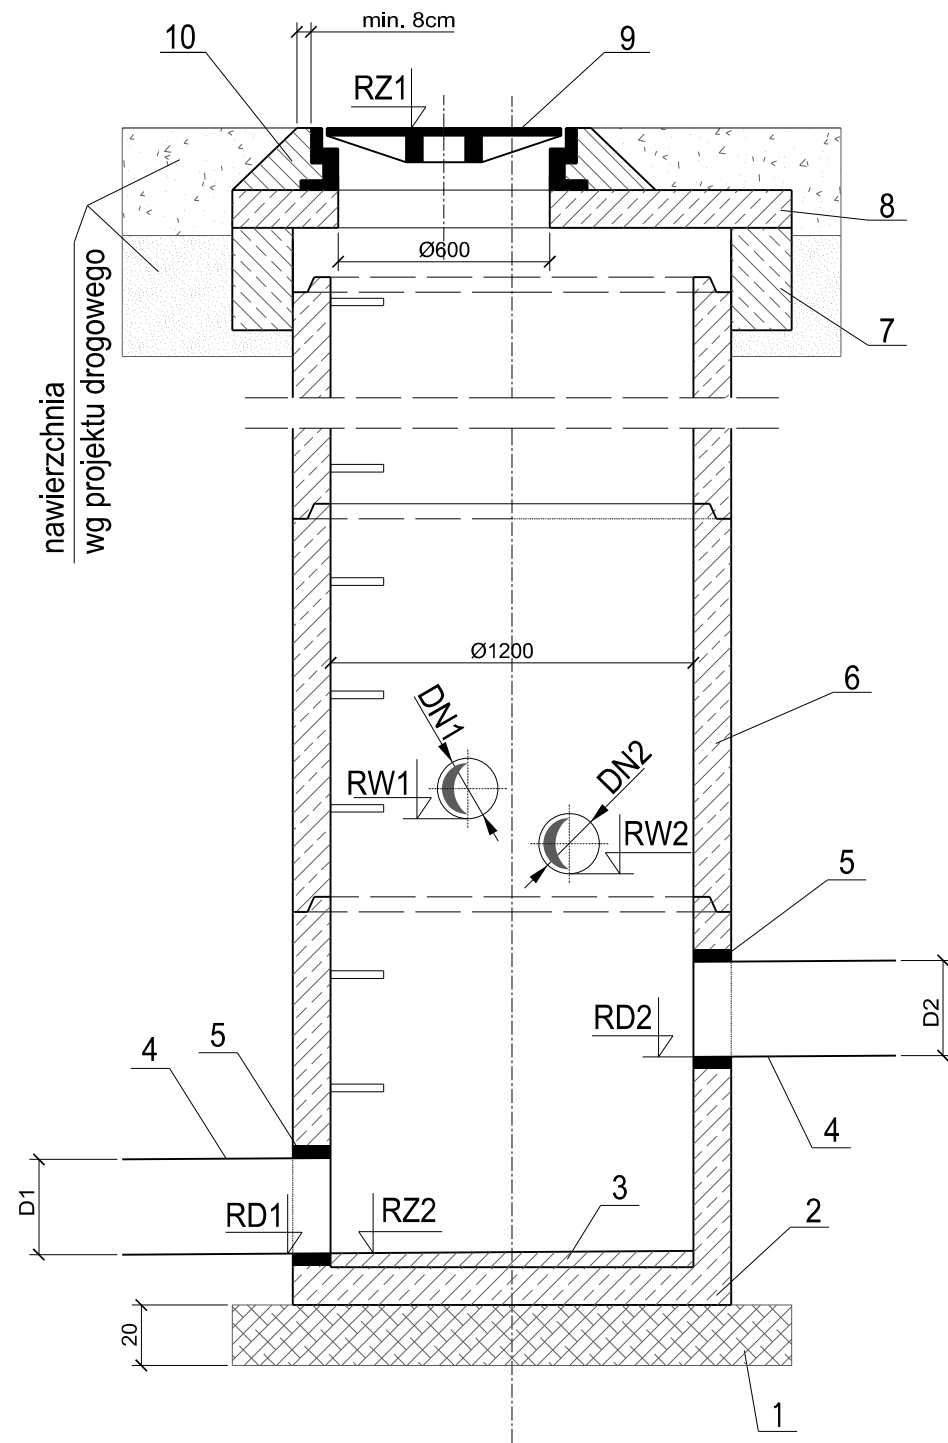 min. 8cm
10
9
RZ1
8
Ø600
7
nawierzchnia
wg projektu drogowego
Ø1200
6
DN1
DN2
RW1
RW2
5
RD2
D2
5
4
4
D1
RD1
RZ2
3
2
20
1